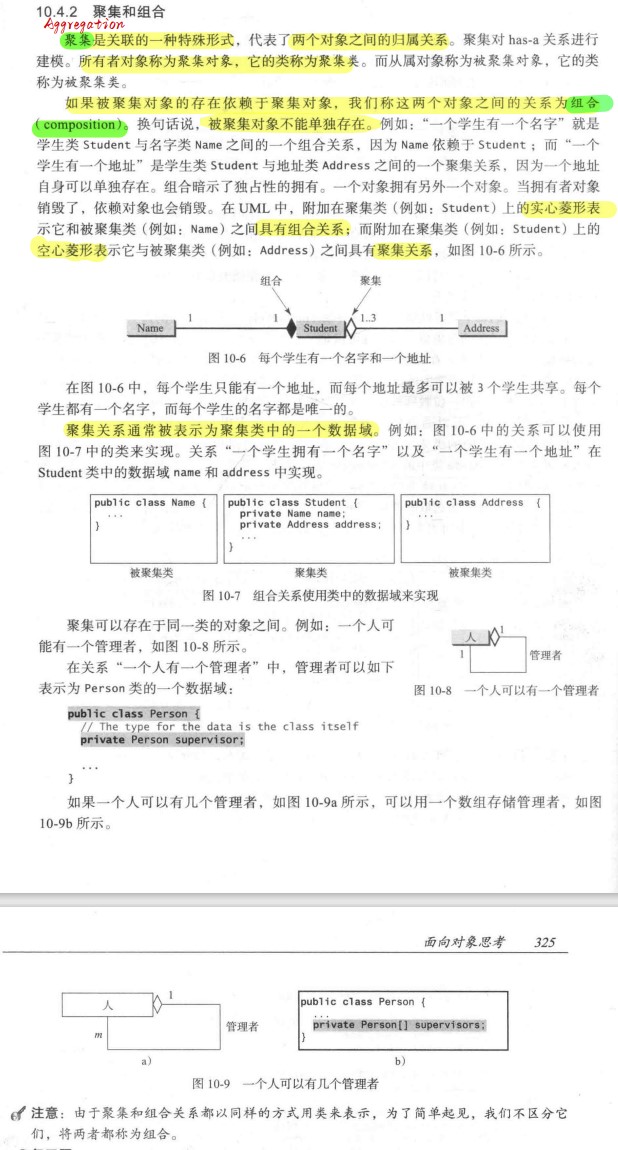 10.4.2 聚集和组合
Aggregation
聚集是关联的一种特殊形式，代表了两个对象之间的归属关系。聚集对 has-a 关系进行
建模。所有者对象称为聚集对象，它的类称为聚集类。而从属对象称为被聚集对象，它的类
称为被聚集类。
如果被聚集对象的存在依赖于聚集对象，我们称这两个对象之间的关系为组合
（composition）。换句话说，被聚集对象不能单独存在。例如：“一个学生有一个名字”就是
学生类 Student 与名字类 Name 之间的一个组合关系，因为 Name 依赖于 Student；而“一个
学生有一个地址”是学生类 Student 与地址类 Address 之间的一个聚集关系，因为一个地址
自身可以单独存在。组合暗示了独占性的拥有。一个对象拥有另外一个对象。当拥有者对象
销毁了，依赖对象也会销毁。在 UML 中，附加在聚集类（例如：Student）上的实心菱形表
示它和被聚集类（例如：Name）之间具有组合关系；而附加在聚集类（例如：Student）上的
空心菱形表示它与被聚集类（例如：Address）之间具有聚集关系，如图 10-6 所示。
组合 聚集
Name 1 1 Student 1..3 1 Address
图 10-6 每个学生有一个名字和一个地址
在图 10-6 中，每个学生只能有一个地址，而每个地址最多可以被 3 个学生共享。每个
学生都有一个名字，而每个学生的名字都是唯一的。
聚集关系通常被表示为聚集类中的一个数据域。例如：图 10-6 中的关系可以使用
图 10-7 中的类来实现。关系“一个学生拥有一个名字”以及“一个学生有一个地址”在
Student 类中的数据域 name 和 address 中实现。
public class Name {
...
}
public class Student {
private Name name;
private Address address;
...
}
public class Address {
...
}
被聚集类 聚集类 被聚集类
图 10-7 组合关系使用类中的数据域来实现
聚集可以存在于同一类的对象之间。例如：一个人可
能有一个管理者，如图 10-8 所示。
在关系“一个人有一个管理者”中，管理者可以如下
表示为 Person 类的一个数据域：
人 1
1 管理者
图 10-8 一个人可以有一个管理者
public class Person {
// The type for the data is the class itself
private Person supervisor;
...
}
如果一个人可以有几个管理者，如图 10-9a 所示，可以用一个数组存储管理者，如图
10-9b 所示。
面向对象思考 325
人 1
m 管理者
a)
public class Person {
...
private Person[] supervisors;
}
b)
图 10-9 一个人可以有几个管理者
注意：由于聚集和组合关系都以同样的方式用类来表示，为了简单起见，我们不区分它
们，将两者都称为组合。